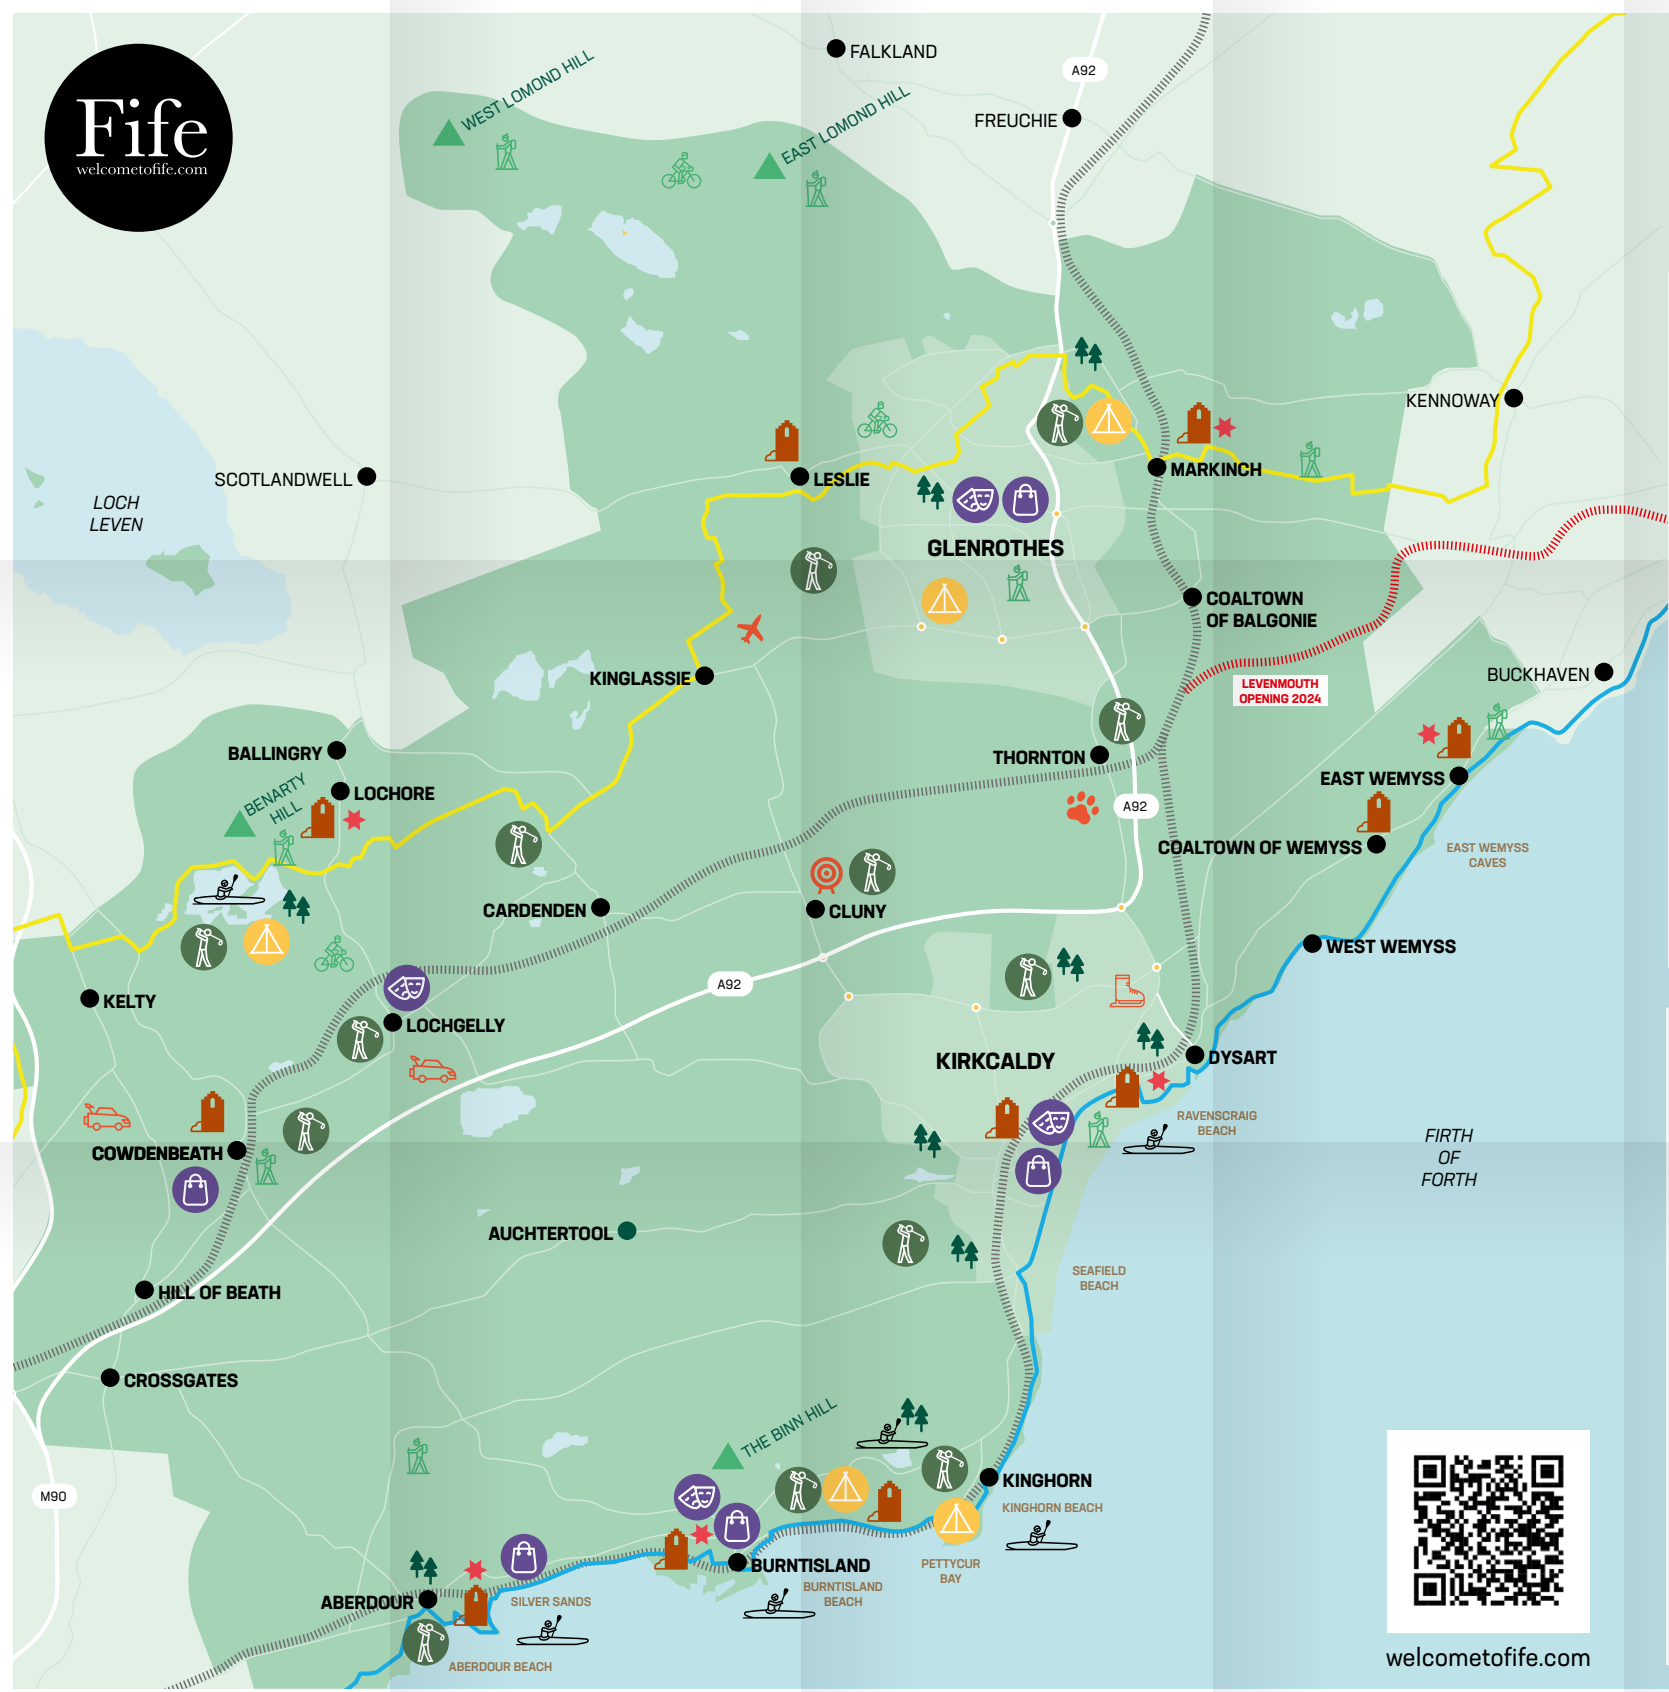 Fife
welcometofife.com
WEST LOMOND HILL
EAST LOMOND HILL
FALKLAND
A92
FREUCHIE
KENNOWAY
SCOTLANDWELL
LESLIE
MARKINCH
LOCH
LEVEN
GLENROTHES
COALTOWN
OF BALGONIE
KINGLASSIE
LEVENMOUTH
OPENING 2024
BUCKHAVEN
BALLINGRY
THORNTON
EAST WEMYSS
BENARTY
HILL
LOCHORE
A92
COALTOWN OF WEMYSS
EAST WEMYSS
CAVES
CARDENDEN
CLUNY
WEST WEMYSS
KELTY
A92
LOCHGELLY
KIRKCALDY
DYSART
RAVENSCRAIG
BEACH
COWDENBEATH
FIRTH
OF
FORTH
AUCHTERTOOL
SEAFIELD
BEACH
HILL OF BEATH
CROSSGATES
THE BINN HILL
M90
KINGHORN
KINGHORN BEACH
PETTYCUR
BAY
BURNTISLAND
BURNTISLAND
BEACH
ABERDOUR
SILVER SANDS
ABERDOUR BEACH
welcometofife.com